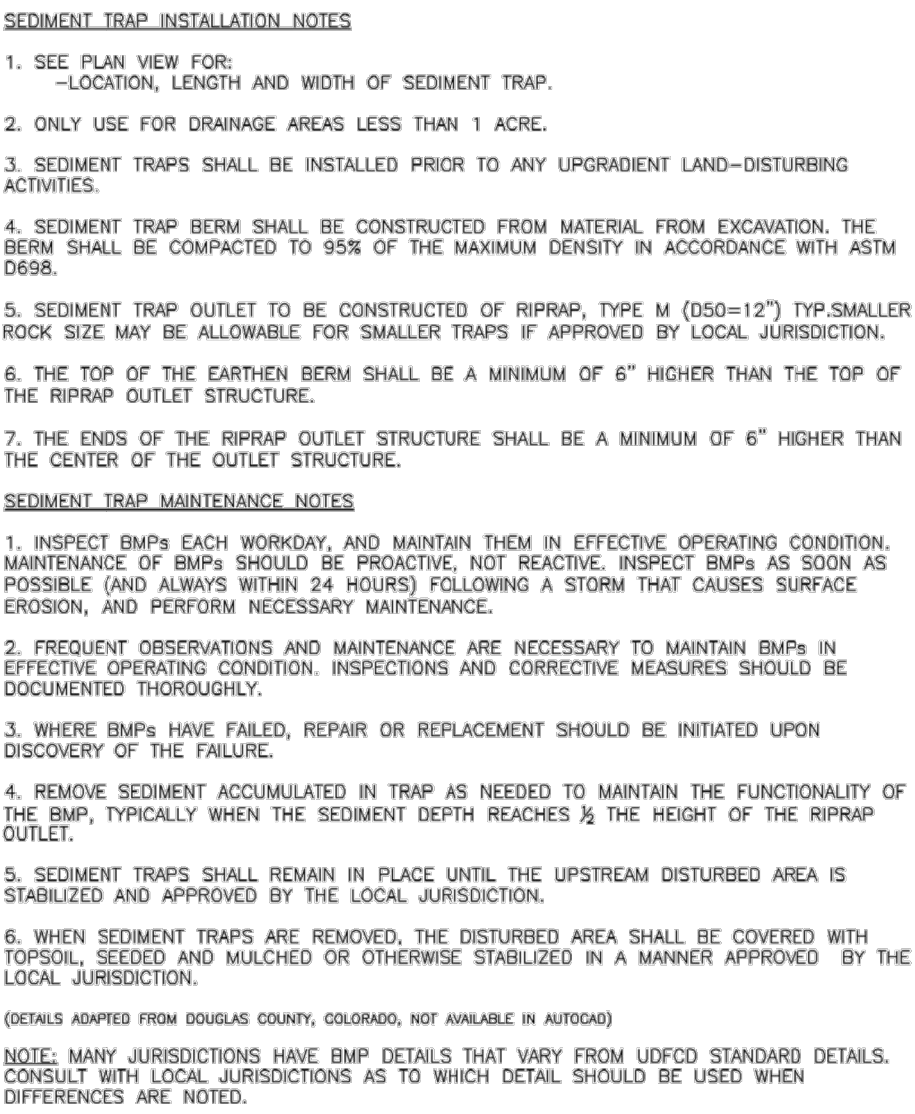 SEDIMENT TRAP INSTALLATION NOTES
1. SEE PLAN VIEW FOR:
-LOCATION, LENGTH AND WIDTH OF SEDIMENT TRAP.
2. ONLY USE FOR DRAINAGE AREAS LESS THAN 1 ACRE.
3. SEDIMENT TRAPS SHALL BE INSTALLED PRIOR TO ANY UPGRADIENT LAND-DISTURBING
ACTIVITIES.
4. SEDIMENT TRAP BERM SHALL BE CONSTRUCTED FROM MATERIAL FROM EXCAVATION. THE
BERM SHALL BE COMPACTED TO 95% OF THE MAXIMUM DENSITY IN ACCORDANCE WITH ASTM
D698.
5. SEDIMENT TRAP OUTLET TO BE CONSTRUCTED OF RIPRAP, TYPE M (D50=12") TYP.SMALLER
ROCK SIZE MAY BE ALLOWABLE FOR SMALLER TRAPS IF APPROVED BY LOCAL JURISDICTION.
6. THE TOP OF THE EARTHEN BERM SHALL BE A MINIMUM OF 6" HIGHER THAN THE TOP OF
THE RIPRAP OUTLET STRUCTURE.
7. THE ENDS OF THE RIPRAP OUTLET STRUCTURE SHALL BE A MINIMUM OF 6" HIGHER THAN
THE CENTER OF THE OUTLET STRUCTURE.
SEDIMENT TRAP MAINTENANCE NOTES
1. INSPECT BMPs EACH WORKDAY, AND MAINTAIN THEM IN EFFECTIVE OPERATING CONDITION.
MAINTENANCE OF BMPs SHOULD BE PROACTIVE, NOT REACTIVE. INSPECT BMPs AS SOON AS
POSSIBLE (AND ALWAYS WITHIN 24 HOURS) FOLLOWING A STORM THAT CAUSES SURFACE
EROSION, AND PERFORM NECESSARY MAINTENANCE.
2. FREQUENT OBSERVATIONS AND MAINTENANCE ARE NECESSARY TO MAINTAIN BMPs IN
EFFECTIVE OPERATING CONDITION. INSPECTIONS AND CORRECTIVE MEASURES SHOULD BE
DOCUMENTED THOROUGHLY.
3. WHERE BMPs HAVE FAILED, REPAIR OR REPLACEMENT SHOULD BE INITIATED UPON
DISCOVERY OF THE FAILURE.
4. REMOVE SEDIMENT ACCUMULATED IN TRAP AS NEEDED TO MAINTAIN THE FUNCTIONALITY OF
THE BMP, TYPICALLY WHEN THE SEDIMENT DEPTH REACHES ½ THE HEIGHT OF THE RIPRAP
OUTLET.
5. SEDIMENT TRAPS SHALL REMAIN IN PLACE UNTIL THE UPSTREAM DISTURBED AREA IS
STABILIZED AND APPROVED BY THE LOCAL JURISDICTION.
6. WHEN SEDIMENT TRAPS ARE REMOVED, THE DISTURBED AREA SHALL BE COVERED WITH
TOPSOIL, SEEDED AND MULCHED OR OTHERWISE STABILIZED IN A MANNER APPROVED BY THE
LOCAL JURISDICTION.
(DETAILS ADAPTED FROM DOUGLAS COUNTY, COLORADO, NOT AVAILABLE IN AUTOCAD)
NOTE: MANY JURISDICTIONS HAVE BMP DETAILS THAT VARY FROM UDFCD STANDARD DETAILS.
CONSULT WITH LOCAL JURISDICTIONS AS TO WHICH DETAIL SHOULD BE USED WHEN
DIFFERENCES ARE NOTED.